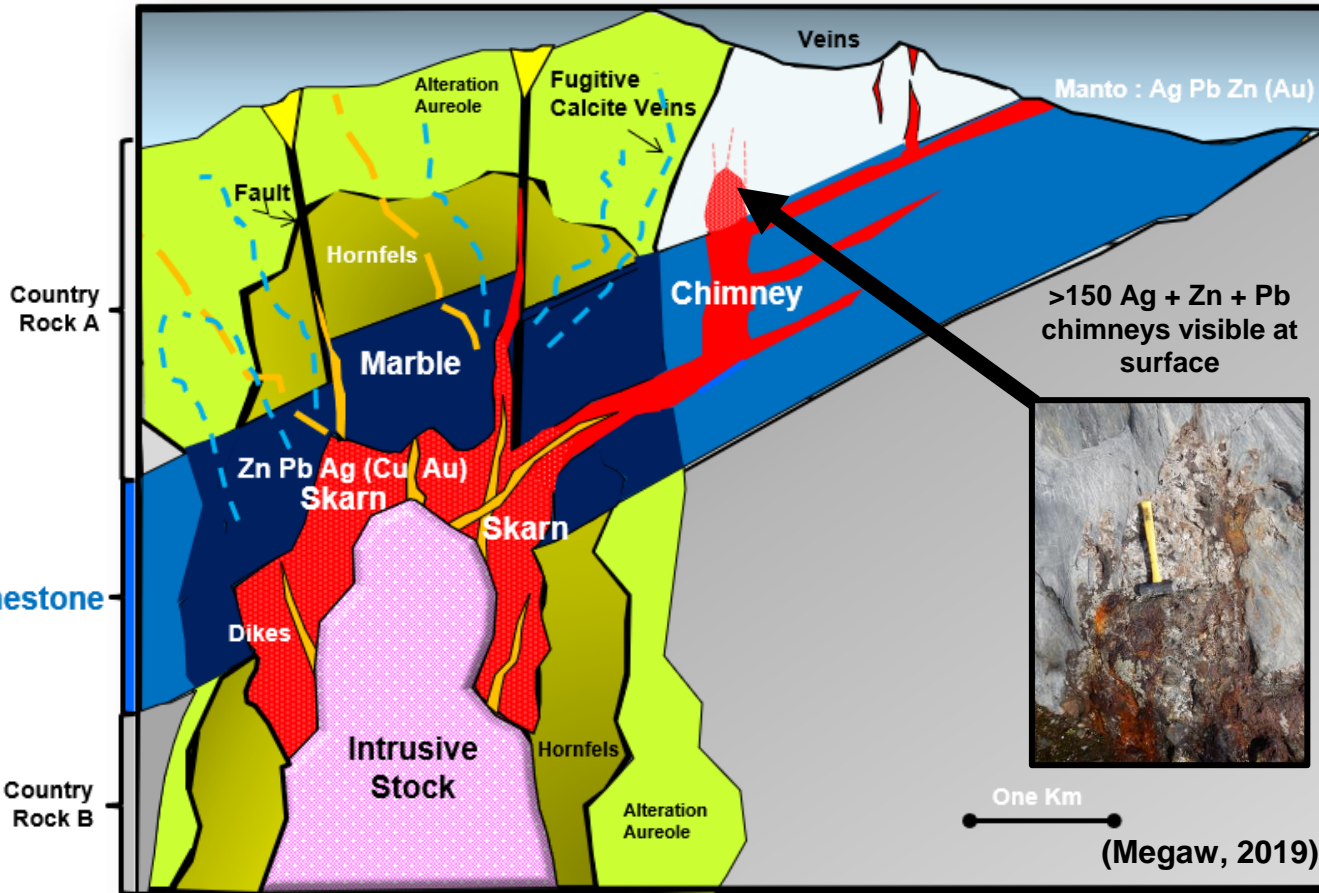 Veins
Alteration
Aureole
Fugitive
Calcite Veins
Manto : Ag Pb Zn (Au)
Fault
Hornfels
Country
Rock A
Chimney
>150 Ag + Zn + Pb
chimneys visible at
surface
Marble
Zn Pb Ag (Cu Au)
Skarn
Skarn
nestone
Dikes
Intrusive
Stock
Hornfels
Country
Rock B
Alteration
Aureole
One Km
(Megaw, 2019)